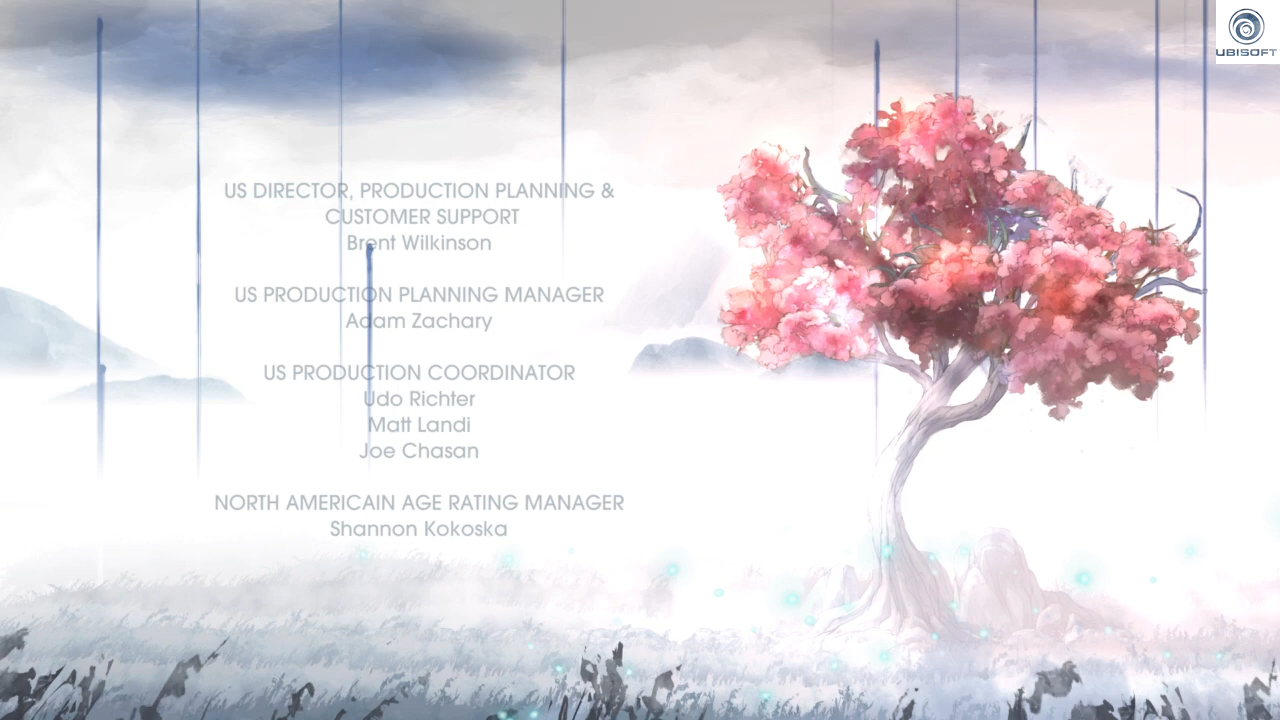 UBISOFT
US DIRECTOR, PRODUCTION PLANNING &
CUSTOMER SUPPORT
Brent Wilkinson
US PRODUCTION PLANNING MANAGER
Adam Zachary
US PRODUCTION COORDINATOR
Udo Richter
Matt Landi
Joe Chasan
NORTH AMERICAIN AGE RATING MANAGER
Shannon Kokoska